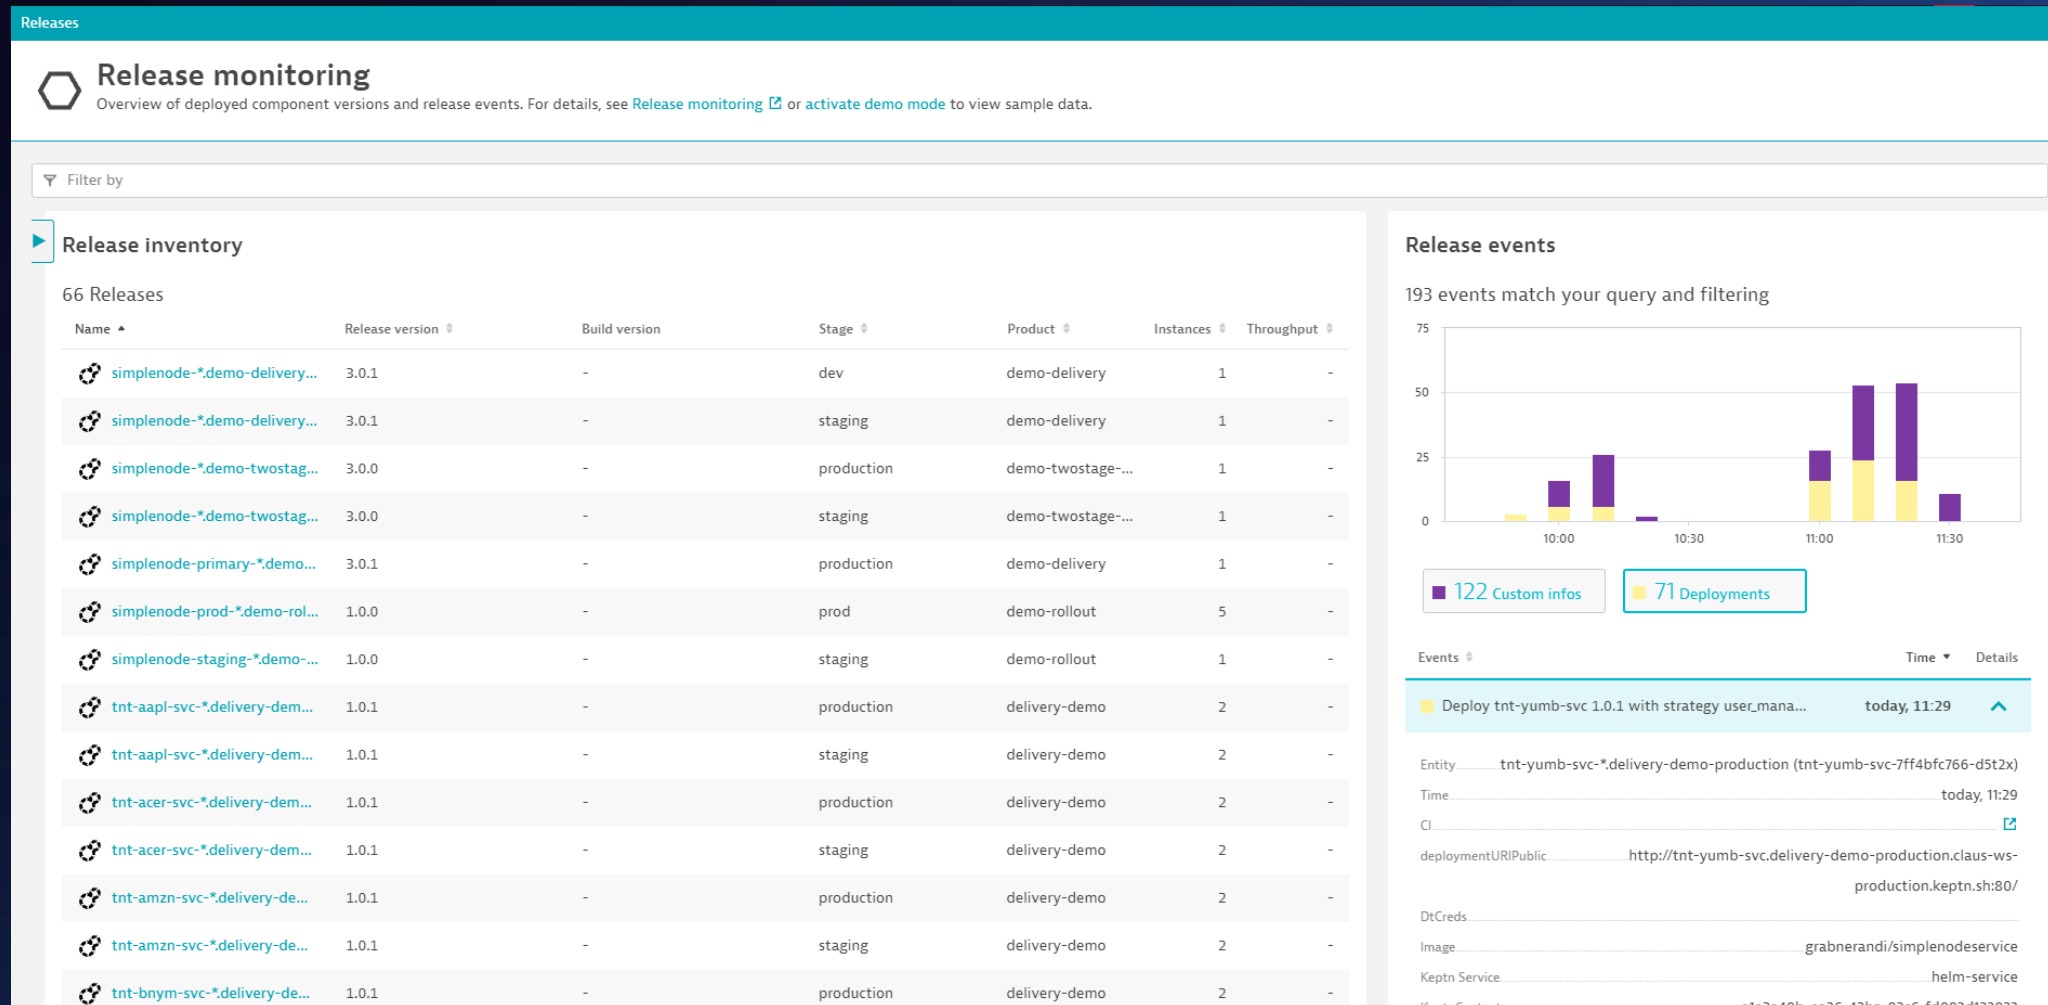 Releases
Release monitoring
Overview of deployed component versions and release events. For details, see Release monitoring or activate demo mode to view sample data.
Filter by
Release inventory
66 Releases
Name Release version Build version Stage Product Instances Throughput
simplenode-*.demo-delivery... 3.0.1 - dev demo-delivery 1 -
simplenode-*.demo-delivery... 3.0.1 - staging demo-delivery 1 -
simplenode-*.demo-twostag... 3.0.0 - production demo-twostage-... 1 -
simplenode-*.demo-twostag... 3.0.0 - staging demo-twostage-... 1 -
simplenode-primary-*.demo... 3.0.1 - production demo-delivery 1 -
simplenode-prod-*.demo-rol... 1.0.0 - prod demo-rollout 5 -
simplenode-staging-*.demo-... 1.0.0 - staging demo-rollout 1 -
tnt-aapl-svc-*.delivery-dem... 1.0.1 - production delivery-demo 2 -
tnt-aapl-svc-*.delivery-dem... 1.0.1 - staging delivery-demo 2 -
tnt-acer-svc-*.delivery-dem... 1.0.1 - production delivery-demo 2 -
tnt-acer-svc-*.delivery-dem... 1.0.1 - staging delivery-demo 2 -
tnt-amzn-svc-*.delivery-de... 1.0.1 - production delivery-demo 2 -
tnt-amzn-svc-*.delivery-de... 1.0.1 - staging delivery-demo 2 -
tnt-bnym-svc-*.delivery-de... 1.0.1 - production delivery-demo 2 -
Release events
193 events match your query and filtering
75
50
25
0
10:00 10:30 11:00 11:30
122 Custom infos 71 Deployments
Events Time Details
Deploy tnt-yumb-svc 1.0.1 with strategy user_mana... today, 11:29
Entity tnt-yumb-svc-*.delivery-demo-production (tnt-yumb-svc-7ff4bfc766-d5t2x)
Time today, 11:29
CI
deploymentURIPublic http://tnt-yumb-svc.delivery-demo-production.claus-ws-
production.keptn.sh:80/
DtCreds
Image grabnerandi/simplenodeservice
Keptn Service helm-service